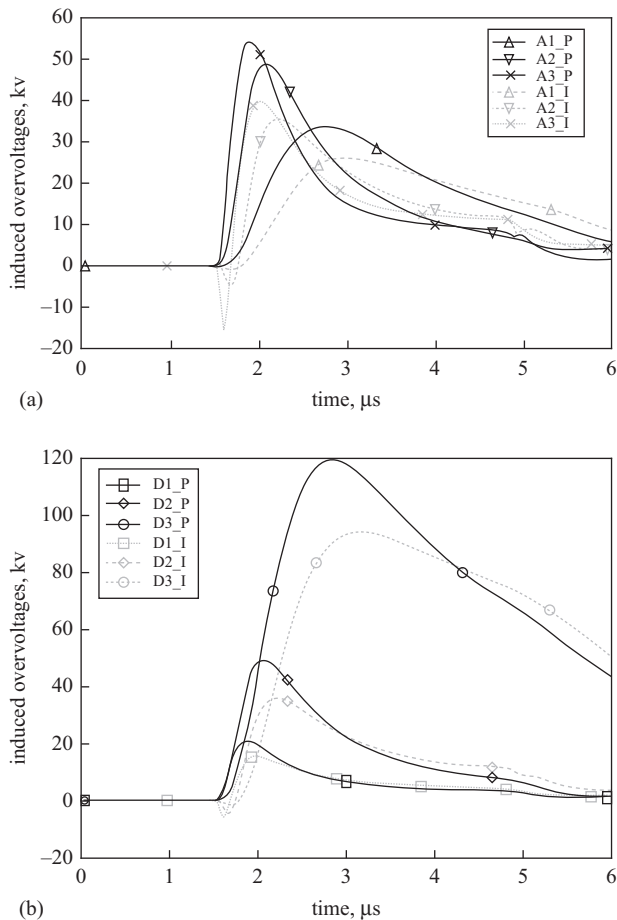 60
50
40
30
20
10
0
–10
–20
induced overvoltages, kv
A1_P
A2_P
A3_P
A1_I
A2_I
A3_I
0 1 2 3 4 5 6
(a)
time, μs
120
100
80
60
40
20
0
–20
induced overvoltages, kv
D1_P
D2_P
D3_P
D1_I
D2_I
D3_I
0 1 2 3 4 5 6
(b)
time, μs